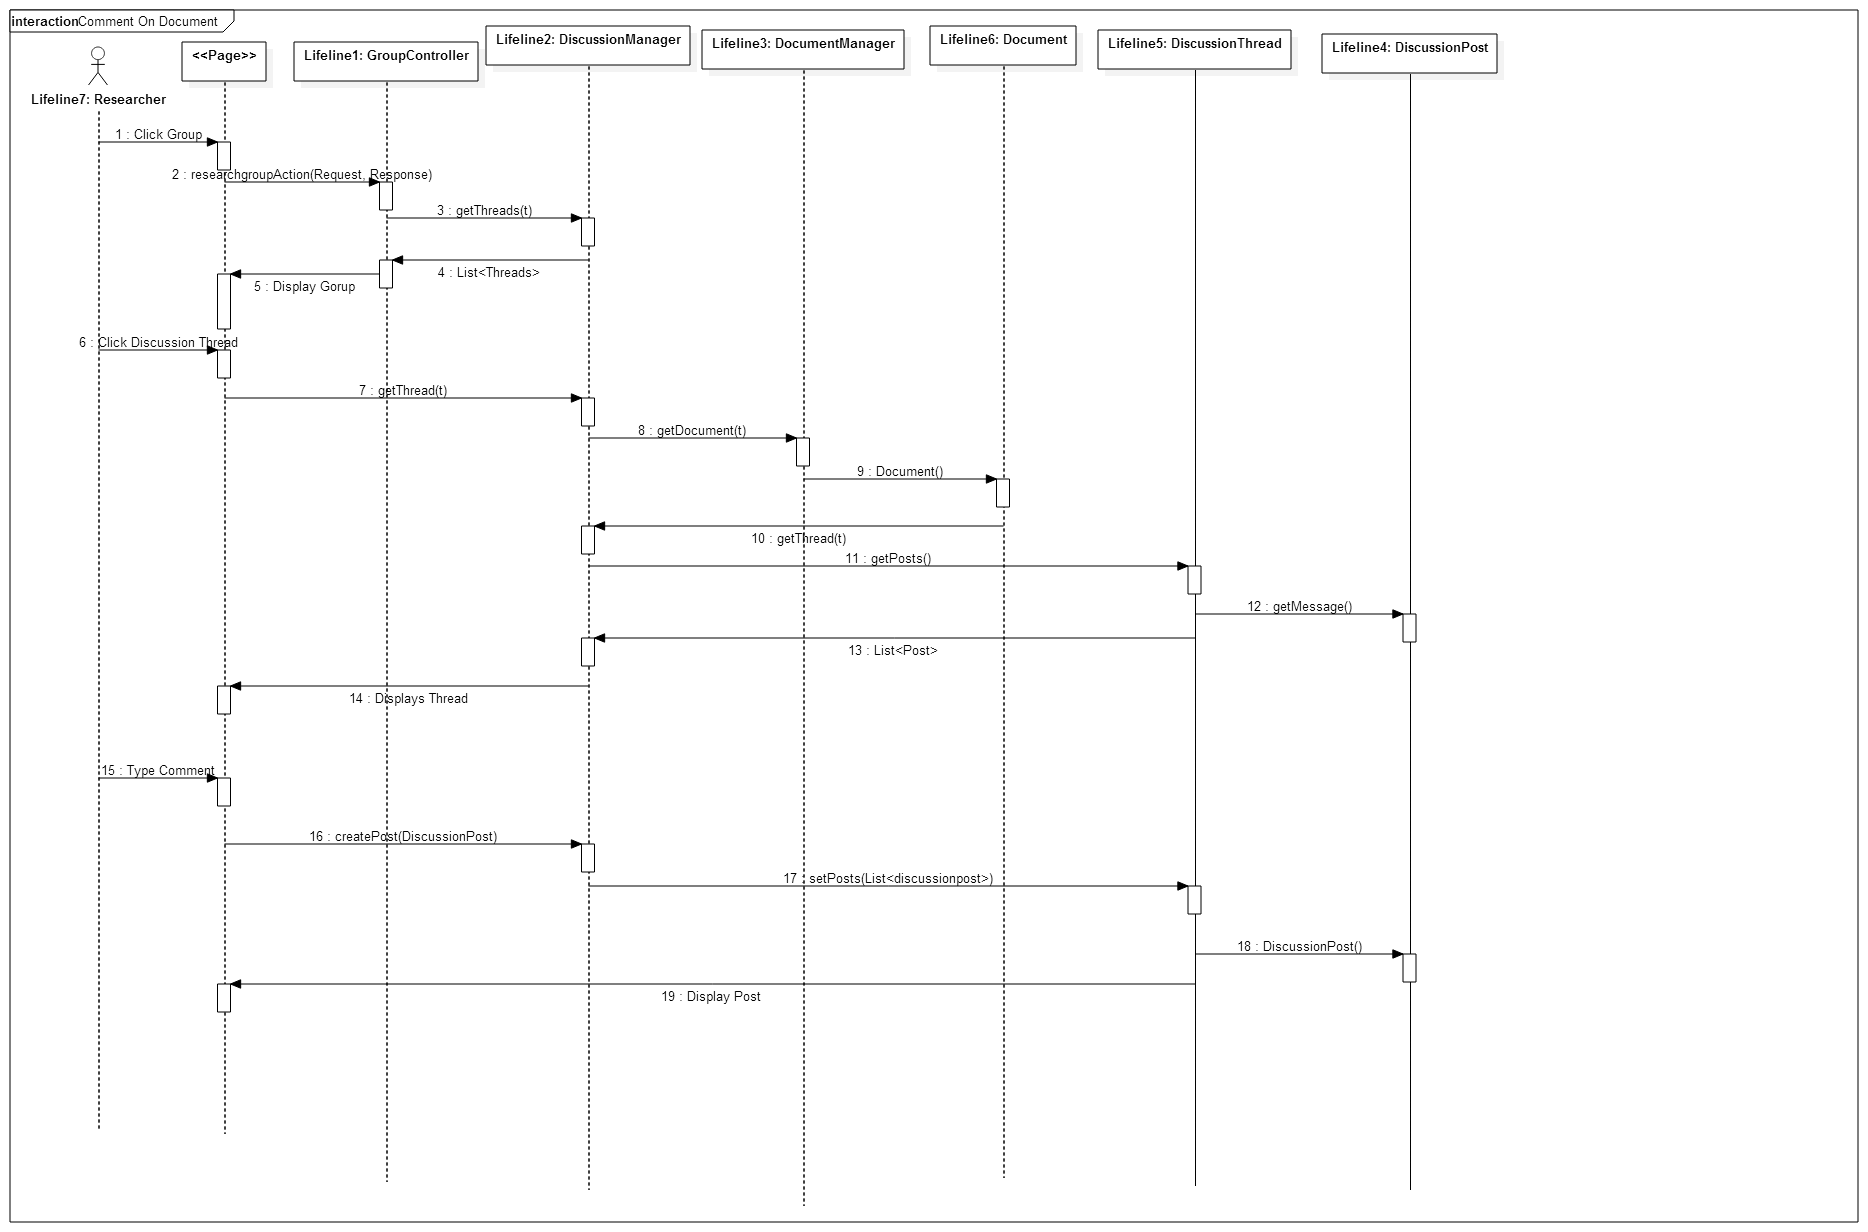 interactionComment On Document
Lifeline7: Researcher
<<Page>>
Lifeline1: GroupController
Lifeline2: DiscussionManager
Lifeline3: DocumentManager
Lifeline6: Document
Lifeline5: DiscussionThread
Lifeline4: DiscussionPost
1 : Click Group
2 : researchgroupAction(Request, Response)
3 : getThreads(t)
4 : List<Threads>
5 : Display Gorup
6 : Click Discussion Thread
7 : getThread(t)
8 : getDocument(t)
9 : Document()
10 : getThread(t)
11 : getPosts()
12 : getMessage()
13 : List<Post>
14 : Displays Thread
15 : Type Comment
16 : createPost(DiscussionPost)
17 : setPosts(List<discussionpost>)
18 : DiscussionPost()
19 : Display Post